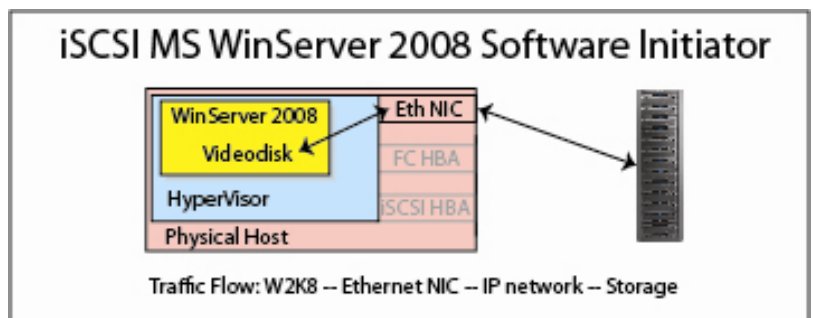 iSCSI MS WinServer 2008 Software Initiator
WinServer 2008
Videodisk
HyperVisor
Physical Host
Eth NIC
FC HBA
iSCSI HBA
Traffic Flow: W2K8 -- Ethernet NIC -- IP network -- Storage